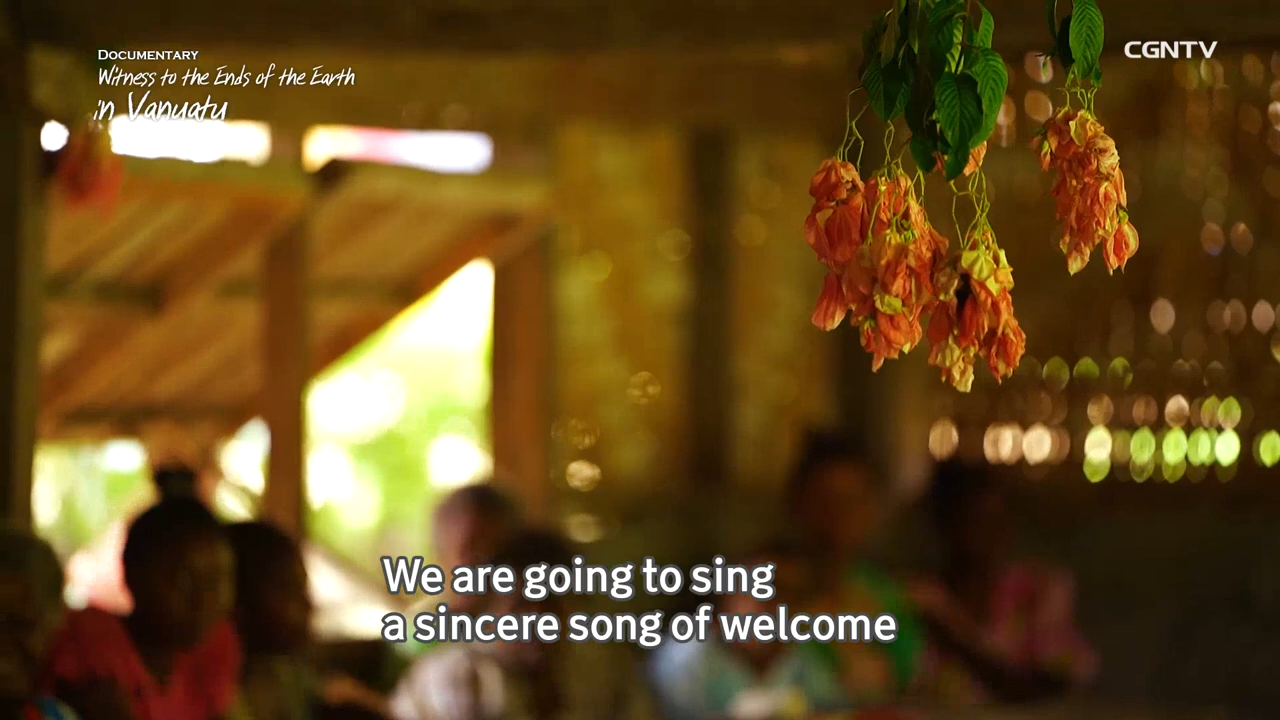 DOCUMENTARY
Witness to the Ends of the Earth
in Vanuatu
CGNTV
We are going to sing
a sincere song of welcome